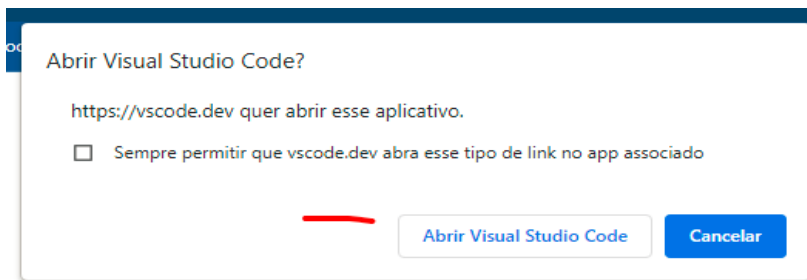 Abrir Visual Studio Code?
https://vscode.dev quer abrir esse aplicativo.
Sempre permitir que vscode.dev abra esse tipo de link no app associado
Abrir Visual Studio Code
Cancelar